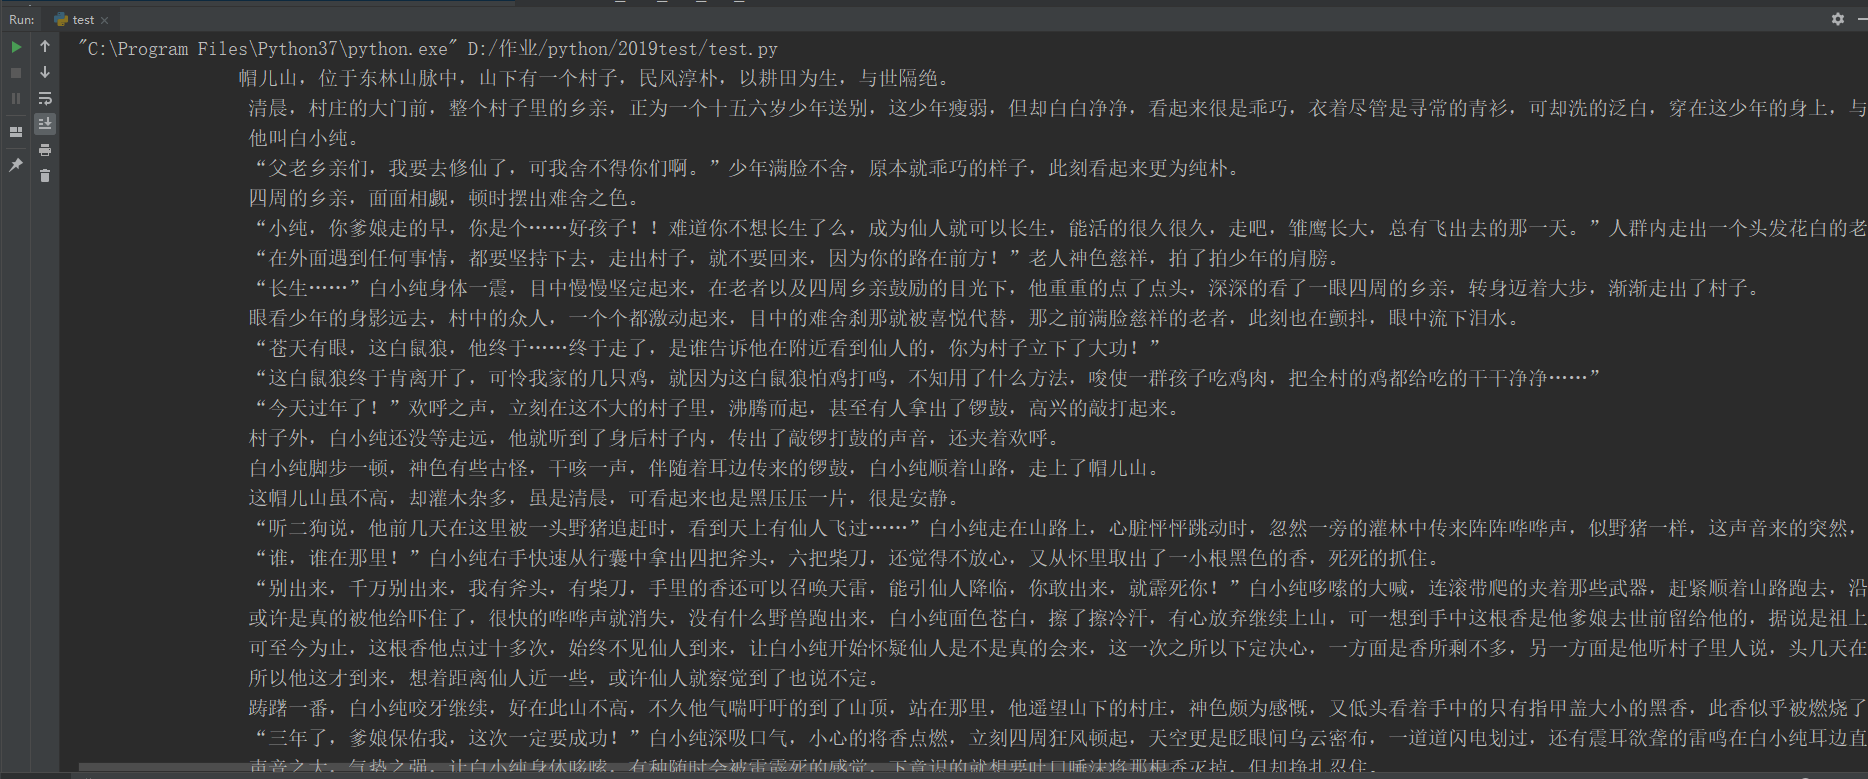 Run: test
"C:\Program Files\Python37\python.exe" D:/作业/python/2019test/test.py
帽儿山，位于东林山脉中，山下有一个村子，民风淳朴，以耕田为生，与世隔绝。
清晨，村庄的大门前，整个村子里的乡亲，正为一个十五六岁少年送别，这少年瘦弱，但却白白净净，看起来很是乖巧，衣着尽管是寻常的青衫，可却洗的泛白，穿在这少年的身上，与
他叫白小纯。
“父老乡亲们，我要去修仙了，可我舍不得你们啊。”少年满脸不舍，原本就乖巧的样子，此刻看起来更为纯朴。
四周的乡亲，面面相觑，顿时摆出难舍之色。
“小纯，你爹娘走的早，你是个……好孩子！！难道你不想长生了么，成为仙人就可以长生，能活的很久很久，走吧，雏鹰长大，总有飞出去的那一天。”人群内走出一个头发花白的老
“在外面遇到任何事情，都要坚持下去，走出村子，就不要回来，因为你的路在前方！”老人神色慈祥，拍了拍少年的肩膀。
“长生……”白小纯身体一震，目中慢慢坚定起来，在老者以及四周乡亲鼓励的目光下，他重重的点了点头，深深的看了一眼四周的乡亲，转身迈着大步，渐渐走出了村子。
眼看少年的身影远去，村中的众人，一个个都激动起来，目中的难舍刹那就被喜悦代替，那之前满脸慈祥的老者，此刻也在颤抖，眼中流下泪水。
“苍天有眼，这白鼠狼，他终于……终于走了，是谁告诉他在附近看到仙人的，你为村子立下了大功！”
“这白鼠狼终于肯离开了，可怜我家的几只鸡，就因为这白鼠狼怕鸡打鸣，不知用了什么方法，唆使一群孩子吃鸡肉，把全村的鸡都给吃的干干净净……”
“今天过年了！”欢呼之声，立刻在这不大的村子里，沸腾而起，甚至有人拿出了锣鼓，高兴的敲打起来。
村子外，白小纯还没等走远，他就听到了身后村子内，传出了敲锣打鼓的声音，还夹着欢呼。
白小纯脚步一顿，神色有些古怪，干咳一声，伴随着耳边传来的锣鼓，白小纯顺着山路，走上了帽儿山。
这帽儿山虽不高，却灌木杂多，虽是清晨，可看起来也是黑压压一片，很是安静。
“听二狗说，他前几天在这里被一头野猪追赶时，看到天上有仙人飞过……”白小纯走在山路上，心脏怦怦跳动时，忽然一旁的灌林中传来阵阵哗哗声，似野猪一样，这声音来的突然，
“谁，谁在那里！”白小纯右手快速从行囊中拿出四把斧头，六把柴刀，还觉得不放心，又从怀里取出了一小根黑色的香，死死的抓住。
“别出来，千万别出来，我有斧头，有柴刀，手里的香还可以召唤天雷，能引仙人降临，你敢出来，就霹死你！”白小纯哆嗦的大喊，连滚带爬的夹着那些武器，赶紧顺着山路跑去，沿
或许是真的被他给吓住了，很快的哗哗声就消失，没有什么野兽跑出来，白小纯面色苍白，擦了擦冷汗，有心放弃继续上山，可一想到手中这根香是他爹娘去世前留给他的，据说是祖上
可至今为止，这根香他点过十多次，始终不见仙人到来，让白小纯开始怀疑仙人是不是真的会来，这一次之所以下定决心，一方面是香所剩不多，另一方面是他听村子里人说，头几天在
所以他这才到来，想着距离仙人近一些，或许仙人就察觉到了也说不定。
踌躇一番，白小纯咬牙继续，好在此山不高，不久他气喘吁吁的到了山顶，站在那里，他遥望山下的村庄，神色颇为感慨，又低头看着手中的只有指甲盖大小的黑香，此香似乎被燃烧了
“三年了，爹娘保佑我，这次一定要成功！”白小纯深吸口气，小心的将香点燃，立刻四周狂风顿起，天空更是眨眼间乌云密布，一道道闪电划过，还有震耳欲聋的雷鸣在白小纯耳边直
声音之大，气势之强，让白小纯身体哆嗦，有种随时会被雷霹死的感觉，下意识的就想要吐口唾沫将那根香灭掉，但却挣扎忍住。